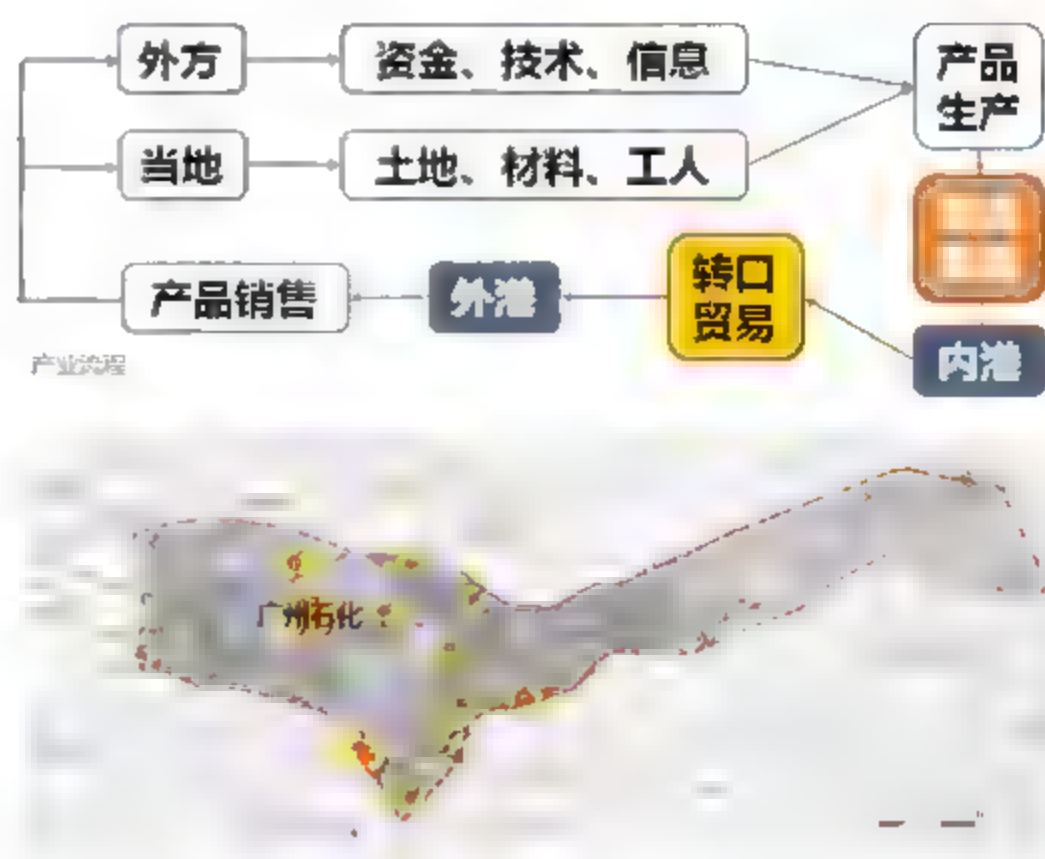 外方
资金、技术、信息
产品
生产
当地
土地、材料、工人
转口
贸易
产品销售
外港
内港
产业流程
广州石化